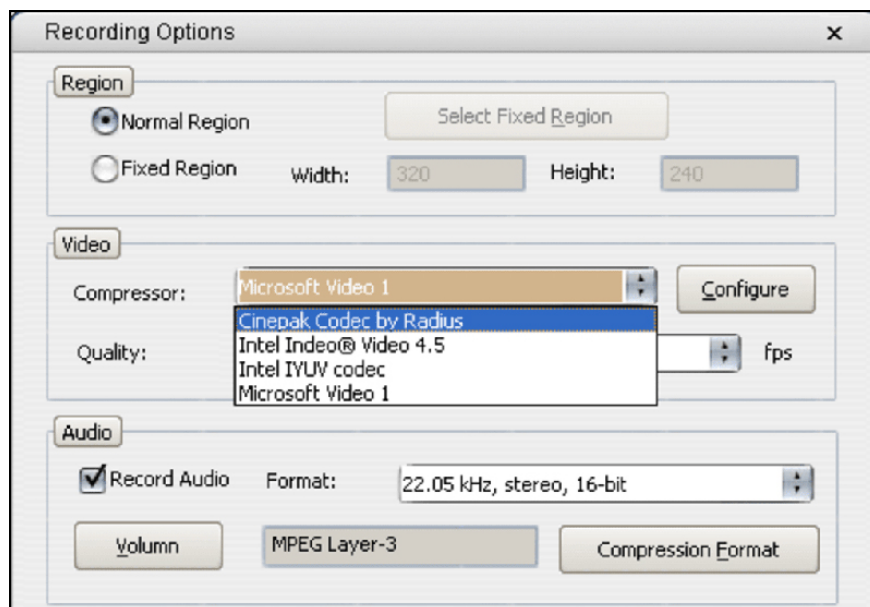 Recording Options
Region
Normal Region
Select Fixed Region
Fixed Region
Width:
320
Height:
240
Video
Compressor:
Microsoft Video 1
Configure
Cinepak Codec by Radius
Intel Indeo® Video 4.5
Intel IYUV codec
Microsoft Video 1
Quality:
fps
Audio
Record Audio
Format:
22.05 kHz, stereo, 16-bit
Volumn
MPEG Layer-3
Compression Format